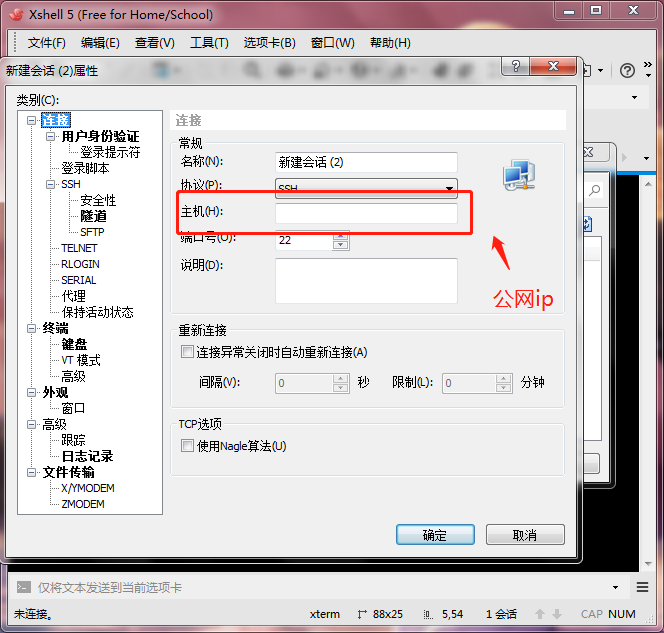 Xshell 5 (Free for Home/School)
文件(F) 编辑(E) 查看(V) 工具(T) 选项卡(B) 窗口(W) 帮助(H)
新建会话 (2)属性
类别(C):
连接
用户身份验证
登录提示符
登录脚本
SSH
安全性
隧道
SFTP
TELNET
RLOGIN
SERIAL
代理
保持活动状态
终端
键盘
VT 模式
高级
外观
窗口
高级
跟踪
日志记录
文件传输
X/YMODEM
ZMODEM
连接
常规
名称(N): 新建会话 (2)
协议(P): SSH
主机(H):
端口号(O): 22
说明(D):
公网ip
重新连接
连接异常关闭时自动重新连接(A)
间隔(V): 0 秒 限制(L): 0 分钟
TCP选项
使用Nagle算法(U)
确定 取消
仅将文本发送到当前选项卡
未连接。 xterm 88x25 5,54 1 会话 CAP NUM